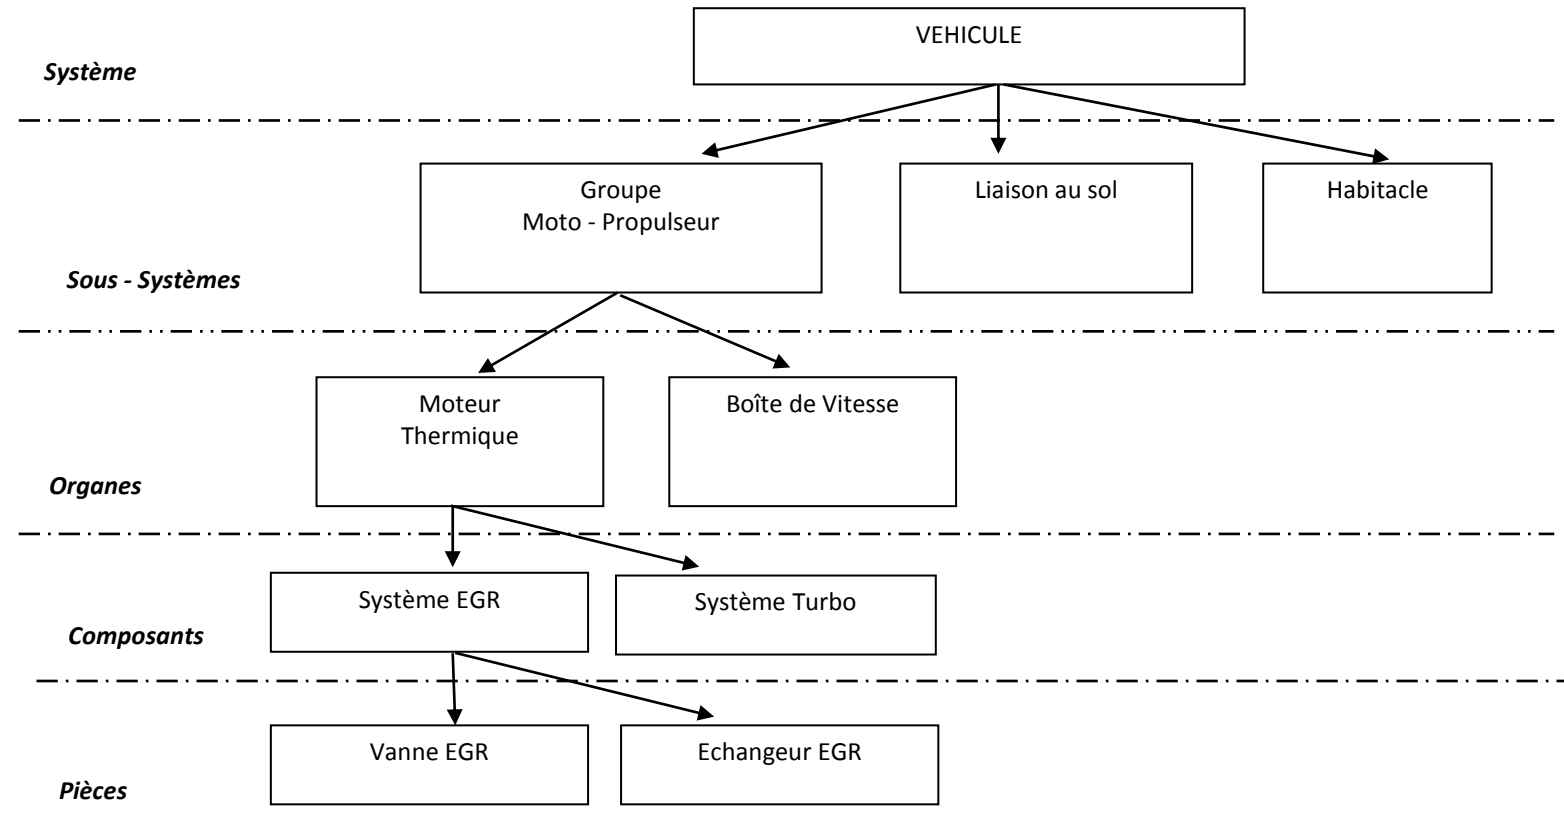 VEHICULE
Système
Groupe
Moto - Propulseur
Liaison au sol
Habitacle
Sous - Systèmes
Moteur
Thermique
Boîte de Vitesse
Organes
Système EGR
Système Turbo
Composants
Vanne EGR
Echangeur EGR
Pièces